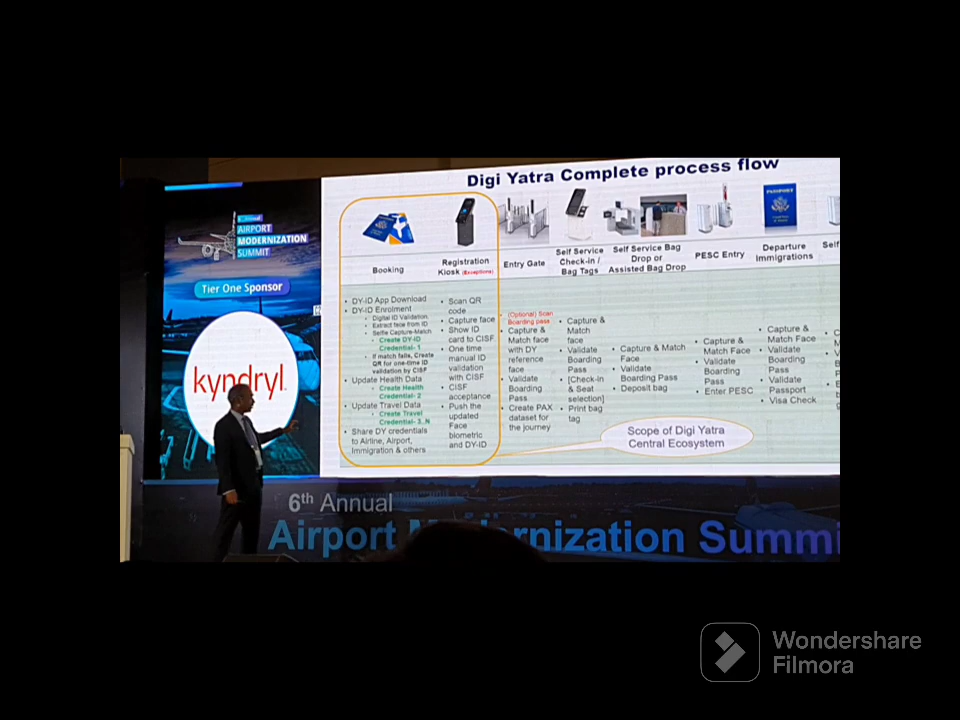 Digi Yatra Complete process flow
AIRPORT
MODERNIZATION
SUMMIT
Tier One Sponsor
kyndryl
Booking
Registration
Kiosk (Exceptions)
Entry Gate
Self Service
Check-in /
Bag Tags
Self Service Bag
Drop or
Assisted Bag Drop
PESC Entry
Departure
Immigrations
Self
• DY-ID App Download
• DY-ID Enrolment
• Digital ID Validation
• Extract face from ID
• Selfie Capture-Match
• Create DY-ID
Credential- 1
• If match fails, Create
QR for one-time ID
validation by CISF
• Update Health Data
• Create Health
Credential- 2
• Update Travel Data
• Create Travel
Credential- 3..N
• Share DY credentials
to Airline, Airport,
Immigration & others
• Scan QR
code
• Capture face
• Show ID
card to CISF
• One time
manual ID
validation
with CISF
• CISF
acceptance
• Push the
updated
Face
biometric
and DY-ID
• (Optional) Scan
Boarding pass
• Capture &
Match face
with DY
reference
face
• Validate
Boarding
Pass
• Create PAX
dataset for
the journey
• Capture &
Match
face
• Validate
Boarding
Pass
• [Check-in
& Seat
selection]
• Print bag
tag
• Capture & Match
Face
• Validate
Boarding Pass
• Deposit bag
• Capture &
Match Face
• Validate
Boarding
Pass
• Enter PESC
• Capture &
Match Face
• Validate
Boarding
Pass
• Validate
Passport
• Visa Check
Scope of Digi Yatra
Central Ecosystem
PASSPORT
6th Annual
Airport Summi
Wondershare
Filmora